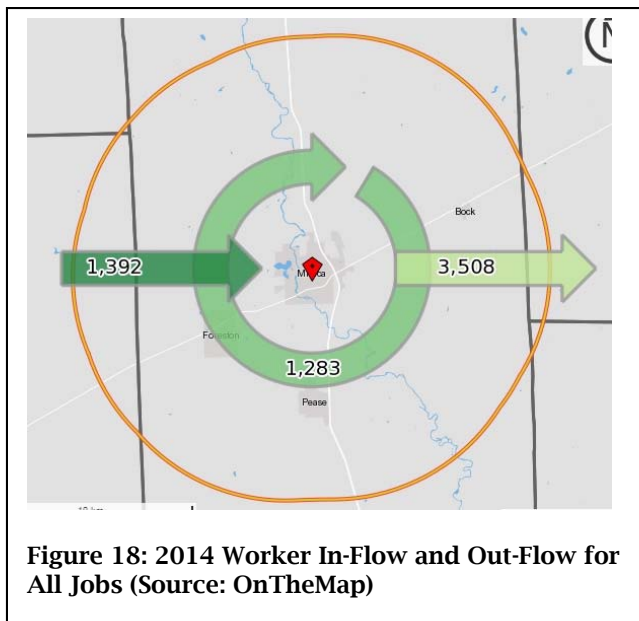 N
Bock
1,392
3,508
1,283
Pease
Figure 18: 2014 Worker In-Flow and Out-Flow for
All Jobs (Source: OnTheMap)